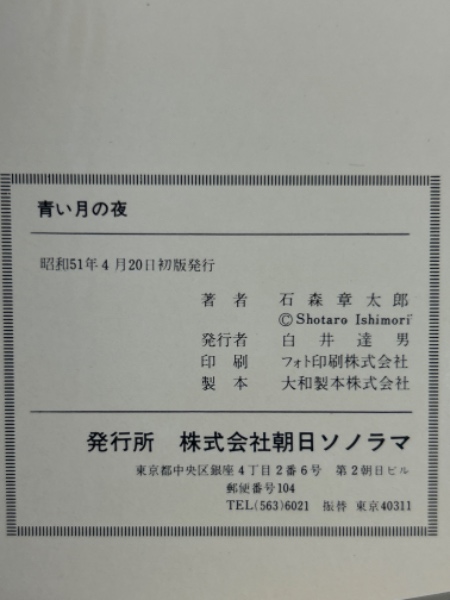 青い月の夜
昭和51年4月20日初版発行
著者 石森章太郎
©Shotaro Ishimori
発行者 白井達男
印刷 フォト印刷株式会社
製本 大和製本株式会社
発行所 株式会社朝日ソノラマ
東京都中央区銀座4丁目2番6号 第2朝日ビル
郵便番号104
TEL(563)6021 振替 東京40311